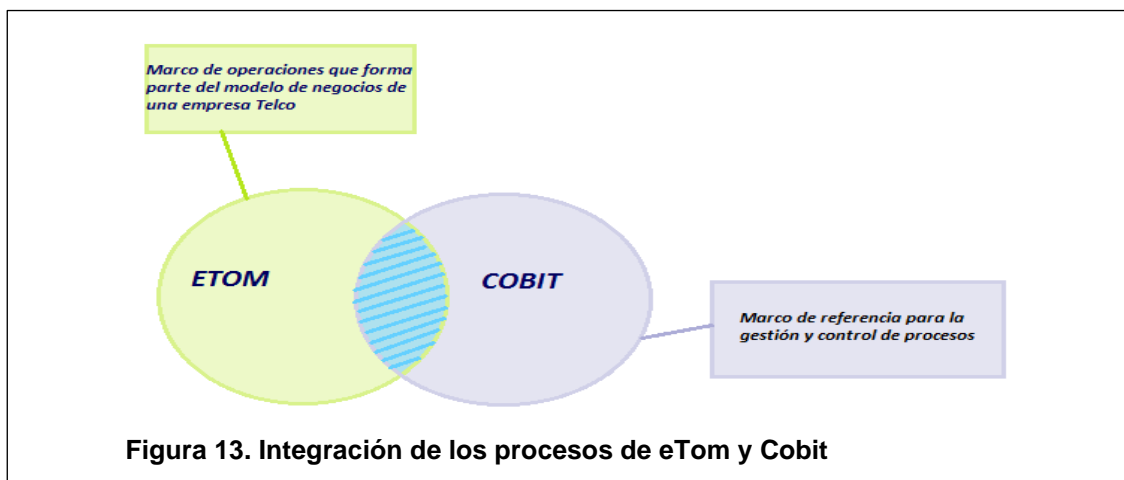 Marco de operaciones que forma
parte del modelo de negocios de
una empresa Telco
ETOM
COBIT
Marco de referencia para la
gestión y control de procesos
Figura 13. Integración de los procesos de eTom y Cobit